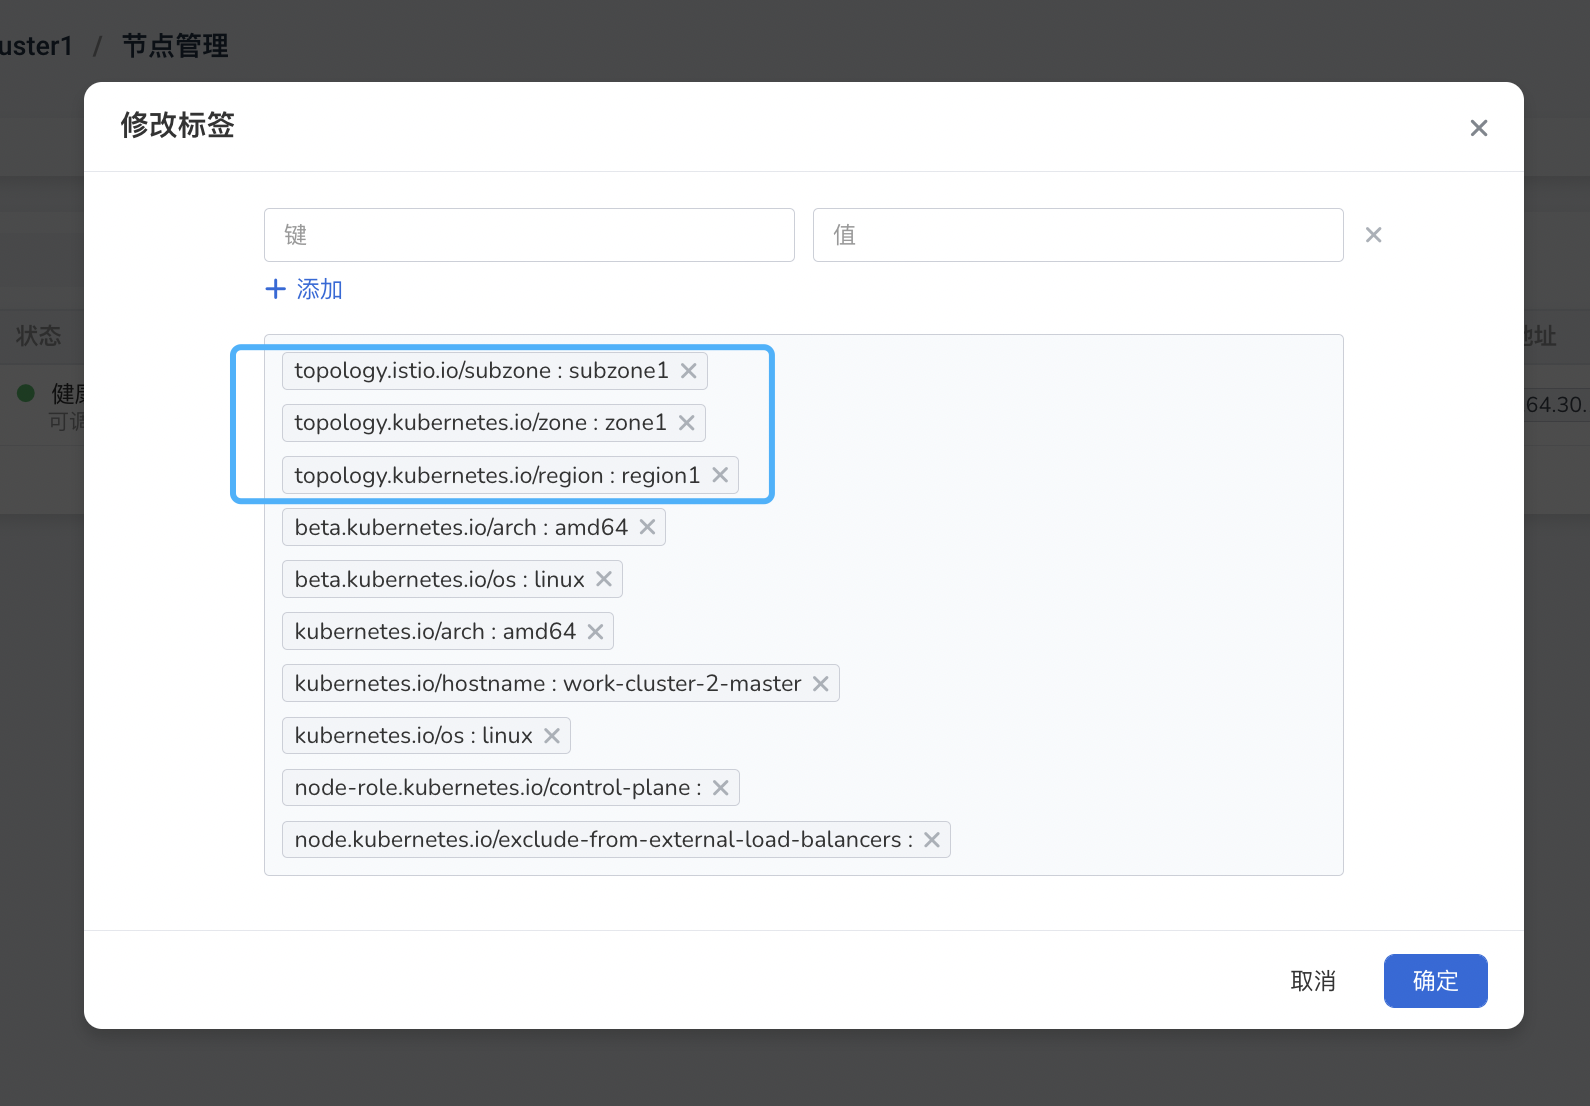 uster1 / 节点管理
修改标签
键 值
添加
状态
地址
健康
可调
64.30.
topology.istio.io/subzone : subzone1
topology.kubernetes.io/zone : zone1
topology.kubernetes.io/region : region1
beta.kubernetes.io/arch : amd64
beta.kubernetes.io/os : linux
kubernetes.io/arch : amd64
kubernetes.io/hostname : work-cluster-2-master
kubernetes.io/os : linux
node-role.kubernetes.io/control-plane :
node.kubernetes.io/exclude-from-external-load-balancers :
取消 确定